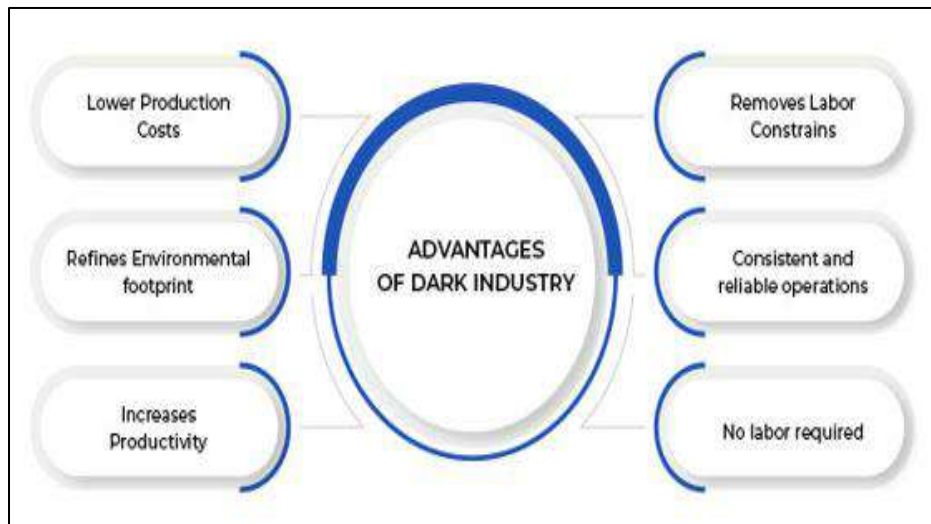 Lower Production
Costs
Refines Environmental
footprint
Increases
Productivity
ADVANTAGES
OF DARK INDUSTRY
Removes Labor
Constrains
Consistent and
reliable operations
No labor required